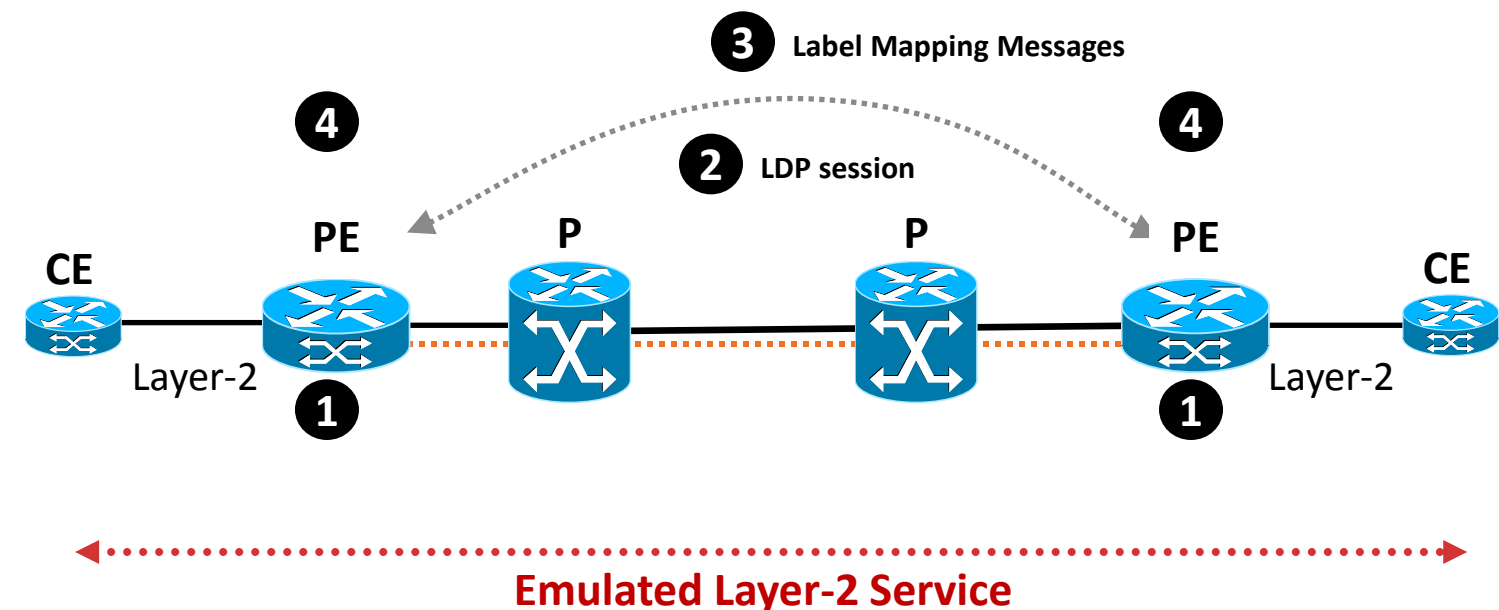 3 Label Mapping Messages
4
4
2 LDP session
PE
P
P
PE
CE
CE
Layer-2
Layer-2
1
1
Emulated Layer-2 Service